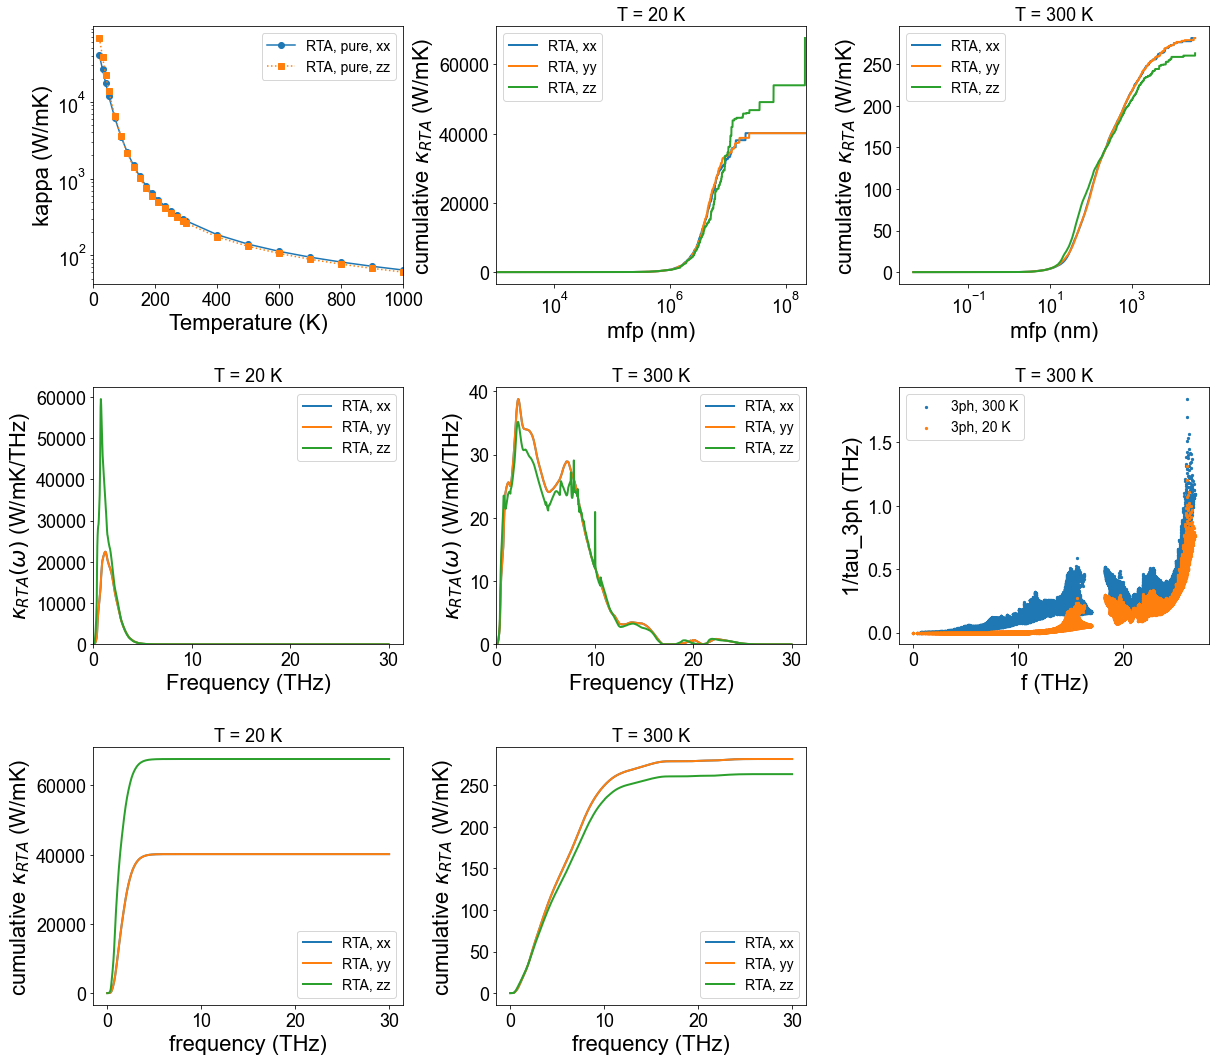 kappa (W/mK)
10^4
10^3
10^2
RTA, pure, xx
RTA, pure, zz
0 200 400 600 800 1000
Temperature (K)
T = 20 K
cumulative κ_RTA (W/mK)
60000
40000
20000
0
RTA, xx
RTA, yy
RTA, zz
10^4 10^6 10^8
mfp (nm)
T = 300 K
cumulative κ_RTA (W/mK)
250
200
150
100
50
0
RTA, xx
RTA, yy
RTA, zz
10^−1 10^1 10^3
mfp (nm)
T = 20 K
κ_RTA(ω) (W/mK/THz)
60000
50000
40000
30000
20000
10000
0
RTA, xx
RTA, yy
RTA, zz
0 10 20 30
Frequency (THz)
T = 300 K
κ_RTA(ω) (W/mK/THz)
40
30
20
10
0
RTA, xx
RTA, yy
RTA, zz
0 10 20 30
Frequency (THz)
T = 300 K
1/tau_3ph (THz)
1.5
1.0
0.5
0.0
3ph, 300 K
3ph, 20 K
0 10 20
f (THz)
T = 20 K
cumulative κ_RTA (W/mK)
60000
40000
20000
0
RTA, xx
RTA, yy
RTA, zz
0 10 20 30
frequency (THz)
T = 300 K
cumulative κ_RTA (W/mK)
250
200
150
100
50
0
RTA, xx
RTA, yy
RTA, zz
0 10 20 30
frequency (THz)